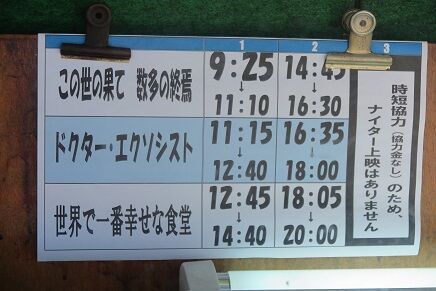 1 2 3
この世の果て 数多の終焉 9:25 14:45
↓ ↓
11:10 16:30
ドクター・エクソシスト 11:15 16:35
↓ ↓
12:40 18:00
世界で一番幸せな食堂 12:45 18:05
↓ ↓
14:40 20:00
時短協力（協力金なし）のため、
ナイター上映はありません